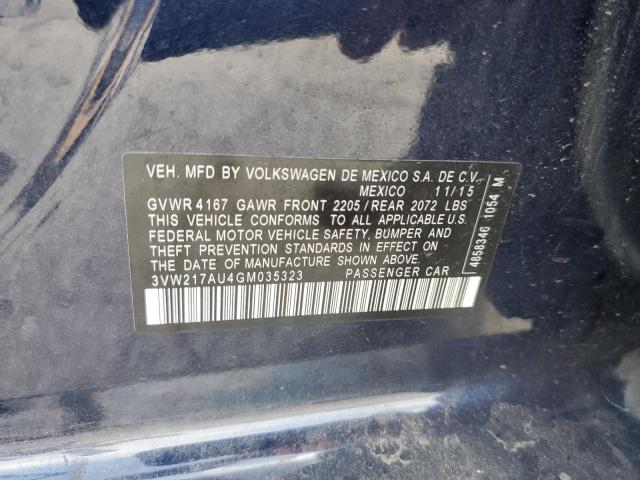 VEH. MFD BY VOLKSWAGEN DE MEXICO S.A. DE C.V.
MEXICO 11/15
GVWR 4167 GAWR FRONT 2205/REAR 2072 LBS
THIS VEHICLE CONFORMS TO ALL APPLICABLE U.S.
FEDERAL MOTOR VEHICLE SAFETY, BUMPER AND
THEFT PREVENTION STANDARDS IN EFFECT ON
THE DATE OF MANUFACTURE SHOWN ABOVE.
3VW217AU4GM035323 PASSENGER CAR
4858346 1054 M